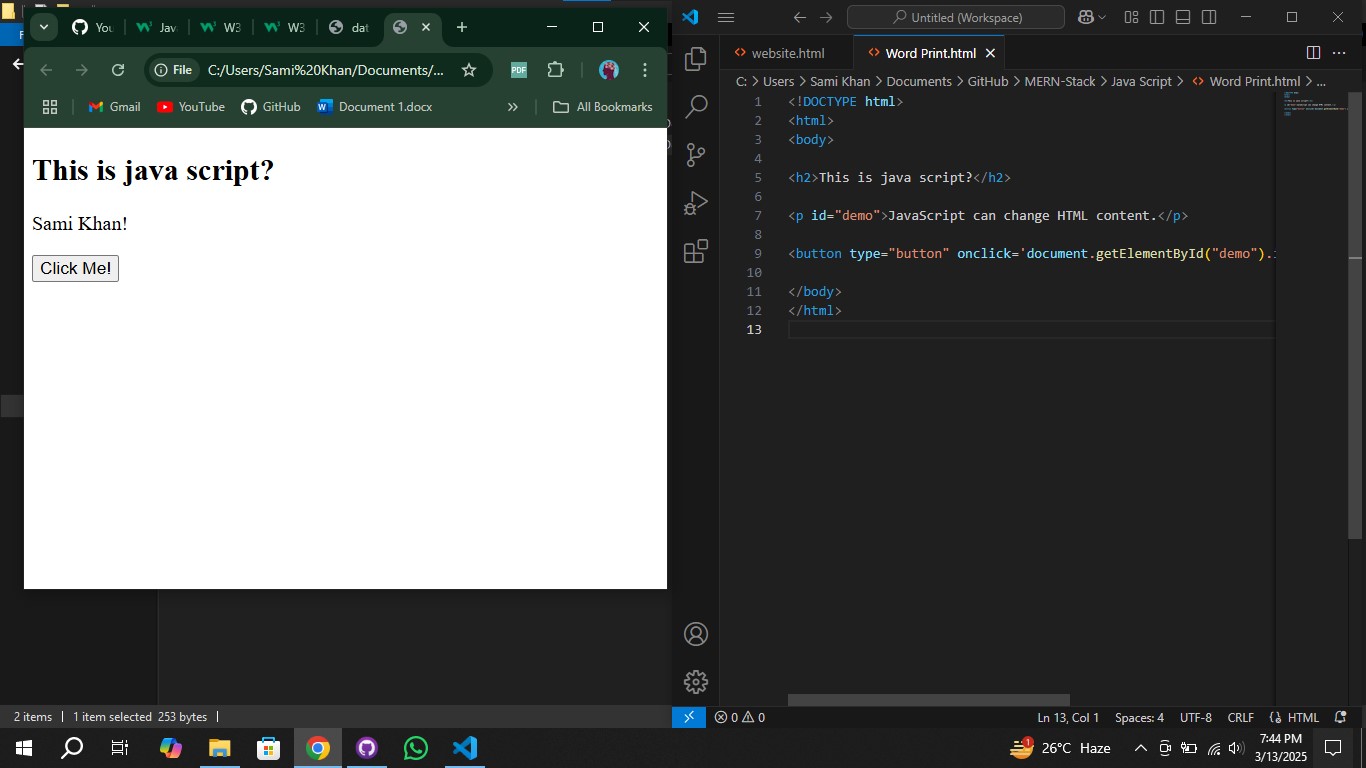 You
Jav
W3
W3
dat
File
C:/Users/Sami%20Khan/Documents/...
PDF
Gmail
YouTube
GitHub
Document 1.docx
All Bookmarks
This is java script?
Sami Khan!
Click Me!
2 items
1 item selected 253 bytes
Untitled (Workspace)
website.html
Word Print.html
C: > Users > Sami Khan > Documents > GitHub > MERN-Stack > Java Script > Word Print.html > ...
1 <!DOCTYPE html>
2 <html>
3 <body>
4
5 <h2>This is java script?</h2>
6
7 <p id="demo">JavaScript can change HTML content.</p>
8
9 <button type="button" onclick='document.getElementById("demo").i
10
11 </body>
12 </html>
13
0 0
Ln 13, Col 1
Spaces: 4
UTF-8
CRLF
HTML
1
26°C Haze
7:44 PM
3/13/2025